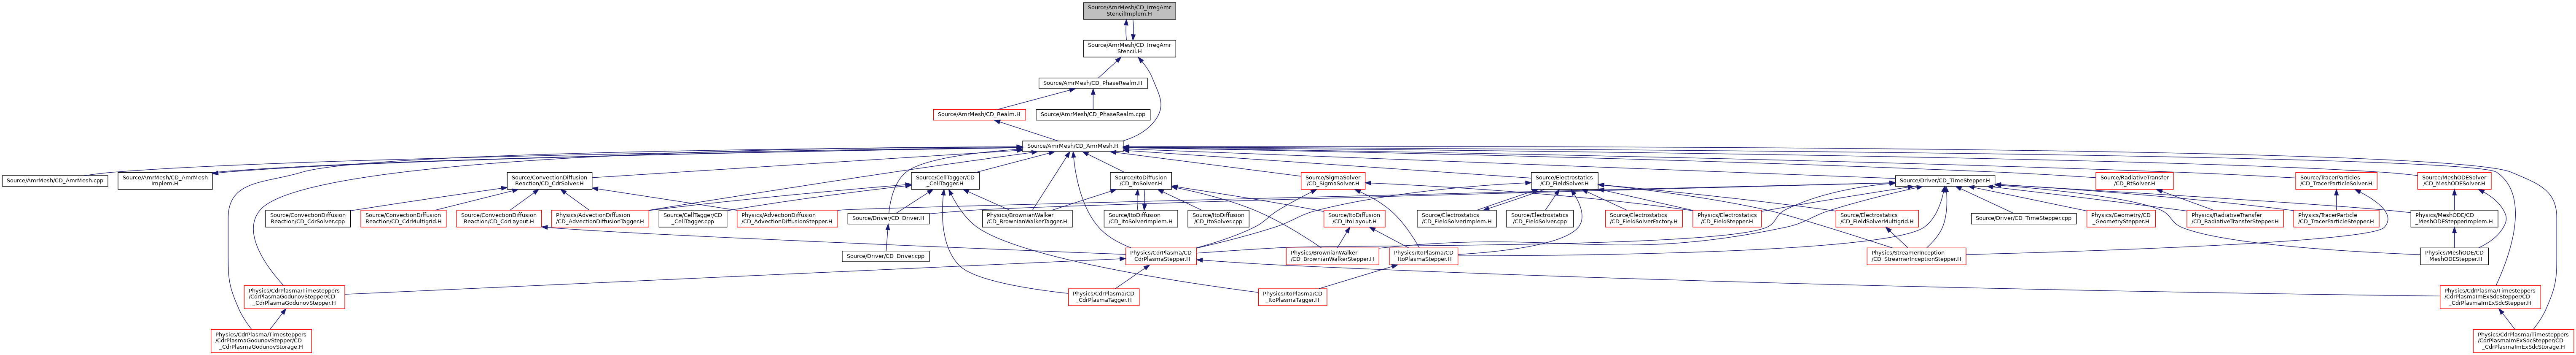 Source/AmrMesh/CD_IrregAmr
StencilImplem.H
Source/AmrMesh/CD_IrregAmr
Stencil.H
Source/AmrMesh/CD_PhaseRealm.H
Source/AmrMesh/CD_Realm.H
Source/AmrMesh/CD_PhaseRealm.cpp
Source/AmrMesh/CD_AmrMesh.H
Source/AmrMesh/CD_AmrMesh.cpp
Source/AmrMesh/CD_AmrMesh
Implem.H
Source/ConvectionDiffusion
Reaction/CD_CdrSolver.H
Source/CellTagger/CD
_CellTagger.H
Source/ItoDiffusion
/CD_ItoSolver.H
Source/SigmaSolver
/CD_SigmaSolver.H
Source/Electrostatics
/CD_FieldSolver.H
Source/Driver/CD_TimeStepper.H
Source/RadiativeTransfer
/CD_RtSolver.H
Source/TracerParticles
/CD_TracerParticleSolver.H
Source/MeshODESolver
/CD_MeshODESolver.H
Source/ConvectionDiffusion
Reaction/CD_CdrSolver.cpp
Source/ConvectionDiffusion
Reaction/CD_CdrMultigrid.H
Source/ConvectionDiffusion
Reaction/CD_CdrLayout.H
Physics/AdvectionDiffusion
/CD_AdvectionDiffusionTagger.H
Source/CellTagger/CD
_CellTagger.cpp
Physics/AdvectionDiffusion
/CD_AdvectionDiffusionStepper.H
Source/Driver/CD_Driver.H
Physics/BrownianWalker
/CD_BrownianWalkerTagger.H
Source/ItoDiffusion
/CD_ItoSolverImplem.H
Source/ItoDiffusion
/CD_ItoSolver.cpp
Source/ItoDiffusion
/CD_ItoLayout.H
Source/Electrostatics
/CD_FieldSolverImplem.H
Source/Electrostatics
/CD_FieldSolver.cpp
Source/Electrostatics
/CD_FieldSolverFactory.H
Physics/Electrostatics
/CD_FieldStepper.H
Source/Electrostatics
/CD_FieldSolverMultigrid.H
Source/Driver/CD_TimeStepper.cpp
Physics/Geometry/CD
_GeometryStepper.H
Physics/RadiativeTransfer
/CD_RadiativeTransferStepper.H
Physics/TracerParticle
/CD_TracerParticleStepper.H
Physics/MeshODE/CD
_MeshODEStepperImplem.H
Source/Driver/CD_Driver.cpp
Physics/CdrPlasma/CD
_CdrPlasmaStepper.H
Physics/BrownianWalker
/CD_BrownianWalkerStepper.H
Physics/ItoPlasma/CD
_ItoPlasmaStepper.H
Physics/StreamerInception
/CD_StreamerInceptionStepper.H
Physics/MeshODE/CD
_MeshODEStepper.H
Physics/CdrPlasma/Timesteppers
/CdrPlasmaGodunovStepper/CD
_CdrPlasmaGodunovStepper.H
Physics/CdrPlasma/CD
_CdrPlasmaTagger.H
Physics/ItoPlasma/CD
_ItoPlasmaTagger.H
Physics/CdrPlasma/Timesteppers
/CdrPlasmaImExSdcStepper/CD
_CdrPlasmaImExSdcStepper.H
Physics/CdrPlasma/Timesteppers
/CdrPlasmaGodunovStepper/CD
_CdrPlasmaGodunovStorage.H
Physics/CdrPlasma/Timesteppers
/CdrPlasmaImExSdcStepper/CD
_CdrPlasmaImExSdcStorage.H